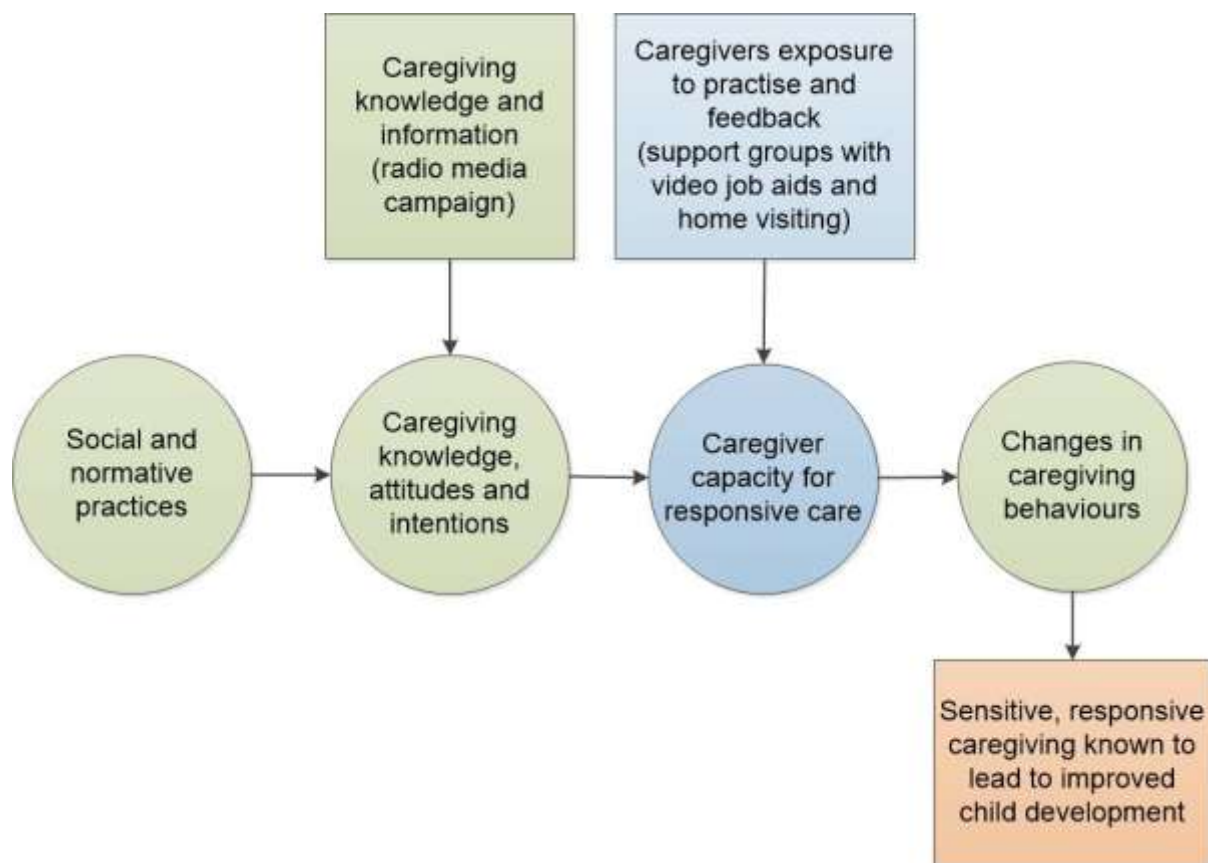 Caregiving
knowledge and
information
(radio media
campaign)
Caregivers exposure
to practise and
feedback
(support groups with
video job aids and
home visiting)
Social and
normative
practices
Caregiving
knowledge,
attitudes and
intentions
Caregiver
capacity for
responsive care
Changes in
caregiving
behaviours
Sensitive, responsive
caregiving known to
lead to improved
child development